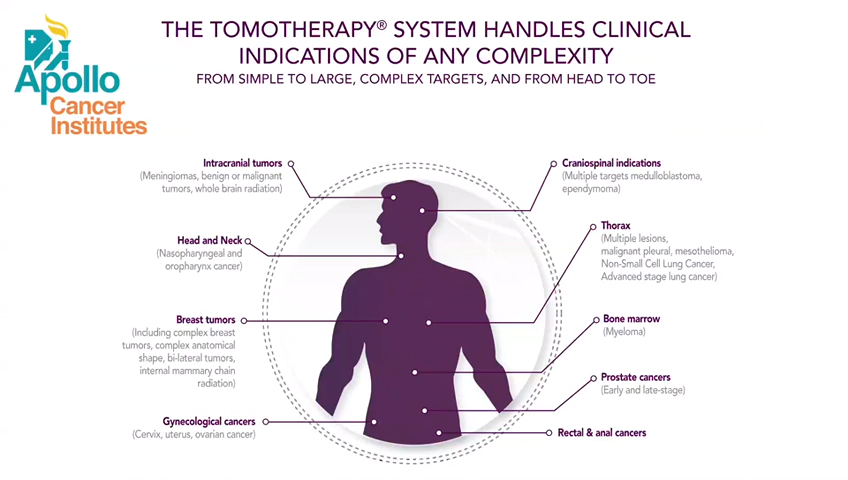 THE TOMOTHERAPY® SYSTEM HANDLES CLINICAL
INDICATIONS OF ANY COMPLEXITY
FROM SIMPLE TO LARGE, COMPLEX TARGETS, AND FROM HEAD TO TOE
Apollo
Cancer
Institutes
Intracranial tumors
(Meningiomas, benign or malignant
tumors, whole brain radiation)
Head and Neck
(Nasopharyngeal and
oropharynx cancer)
Breast tumors
(Including complex breast
tumors, complex anatomical
shape, bi-lateral tumors,
internal mammary chain
radiation)
Gynecological cancers
(Cervix, uterus, ovarian cancer)
Craniospinal indications
(Multiple targets medulloblastoma,
ependymoma)
Thorax
(Multiple lesions,
malignant pleural, mesothelioma,
Non-Small Cell Lung Cancer,
Advanced stage lung cancer)
Bone marrow
(Myeloma)
Prostate cancers
(Early and late-stage)
Rectal & anal cancers